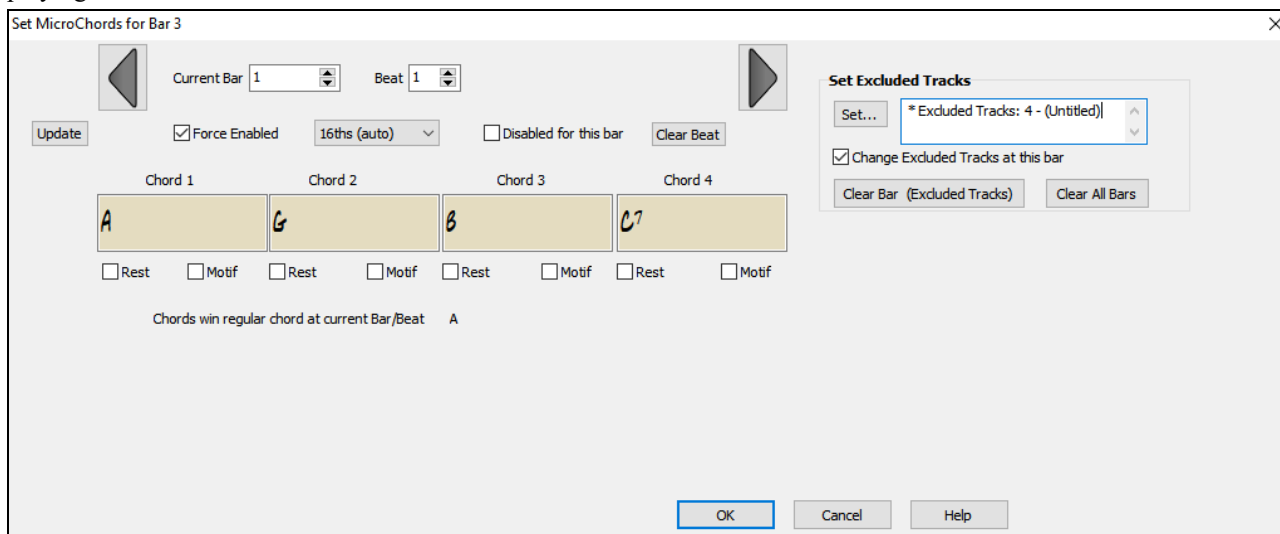 Set MicroChords for Bar 3
Current Bar 1 Beat 1
Update Force Enabled 16ths (auto) Disabled for this bar Clear Beat
Chord 1 Chord 2 Chord 3 Chord 4
A G B C7
Rest Motif Rest Motif Rest Motif Rest Motif
Chords win regular chord at current Bar/Beat A
Set Excluded Tracks
Set... * Excluded Tracks: 4 - (Untitled)
Change Excluded Tracks at this bar
Clear Bar (Excluded Tracks) Clear All Bars
OK Cancel Help